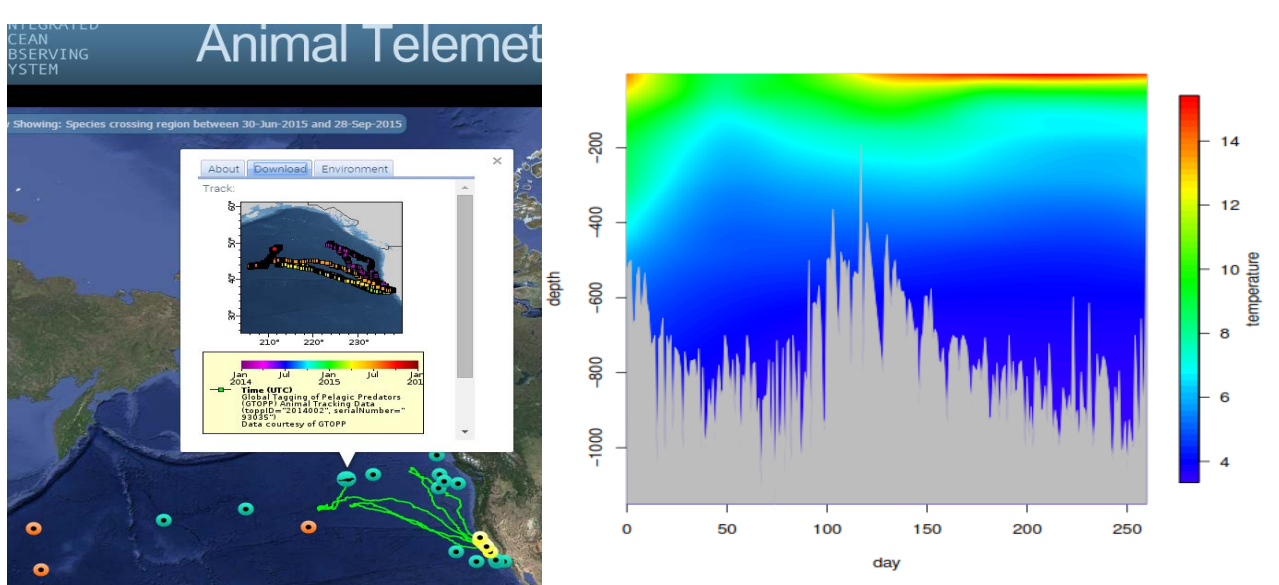 CEAN
BSERVING
YSTEM
Animal Telemet
Showing: Species crossing region between 30-Jun-2015 and 28-Sep-2015
About Download Environment
×
Track:
50°
40°
30°
210° 220° 230°
Jan Jul Jan Jul Jan
2014 2015 201
Time (UTC)
Global Tagging of Pelagic Predators
(GTOPP) Animal Tracking Data
(toppID="2014002", serialNumber="
93035")
Data courtesy of GTOPP
depth
-200
-400
-600
-800
-1000
0 50 100 150 200 250
day
14
12
10
8
6
4
temperature